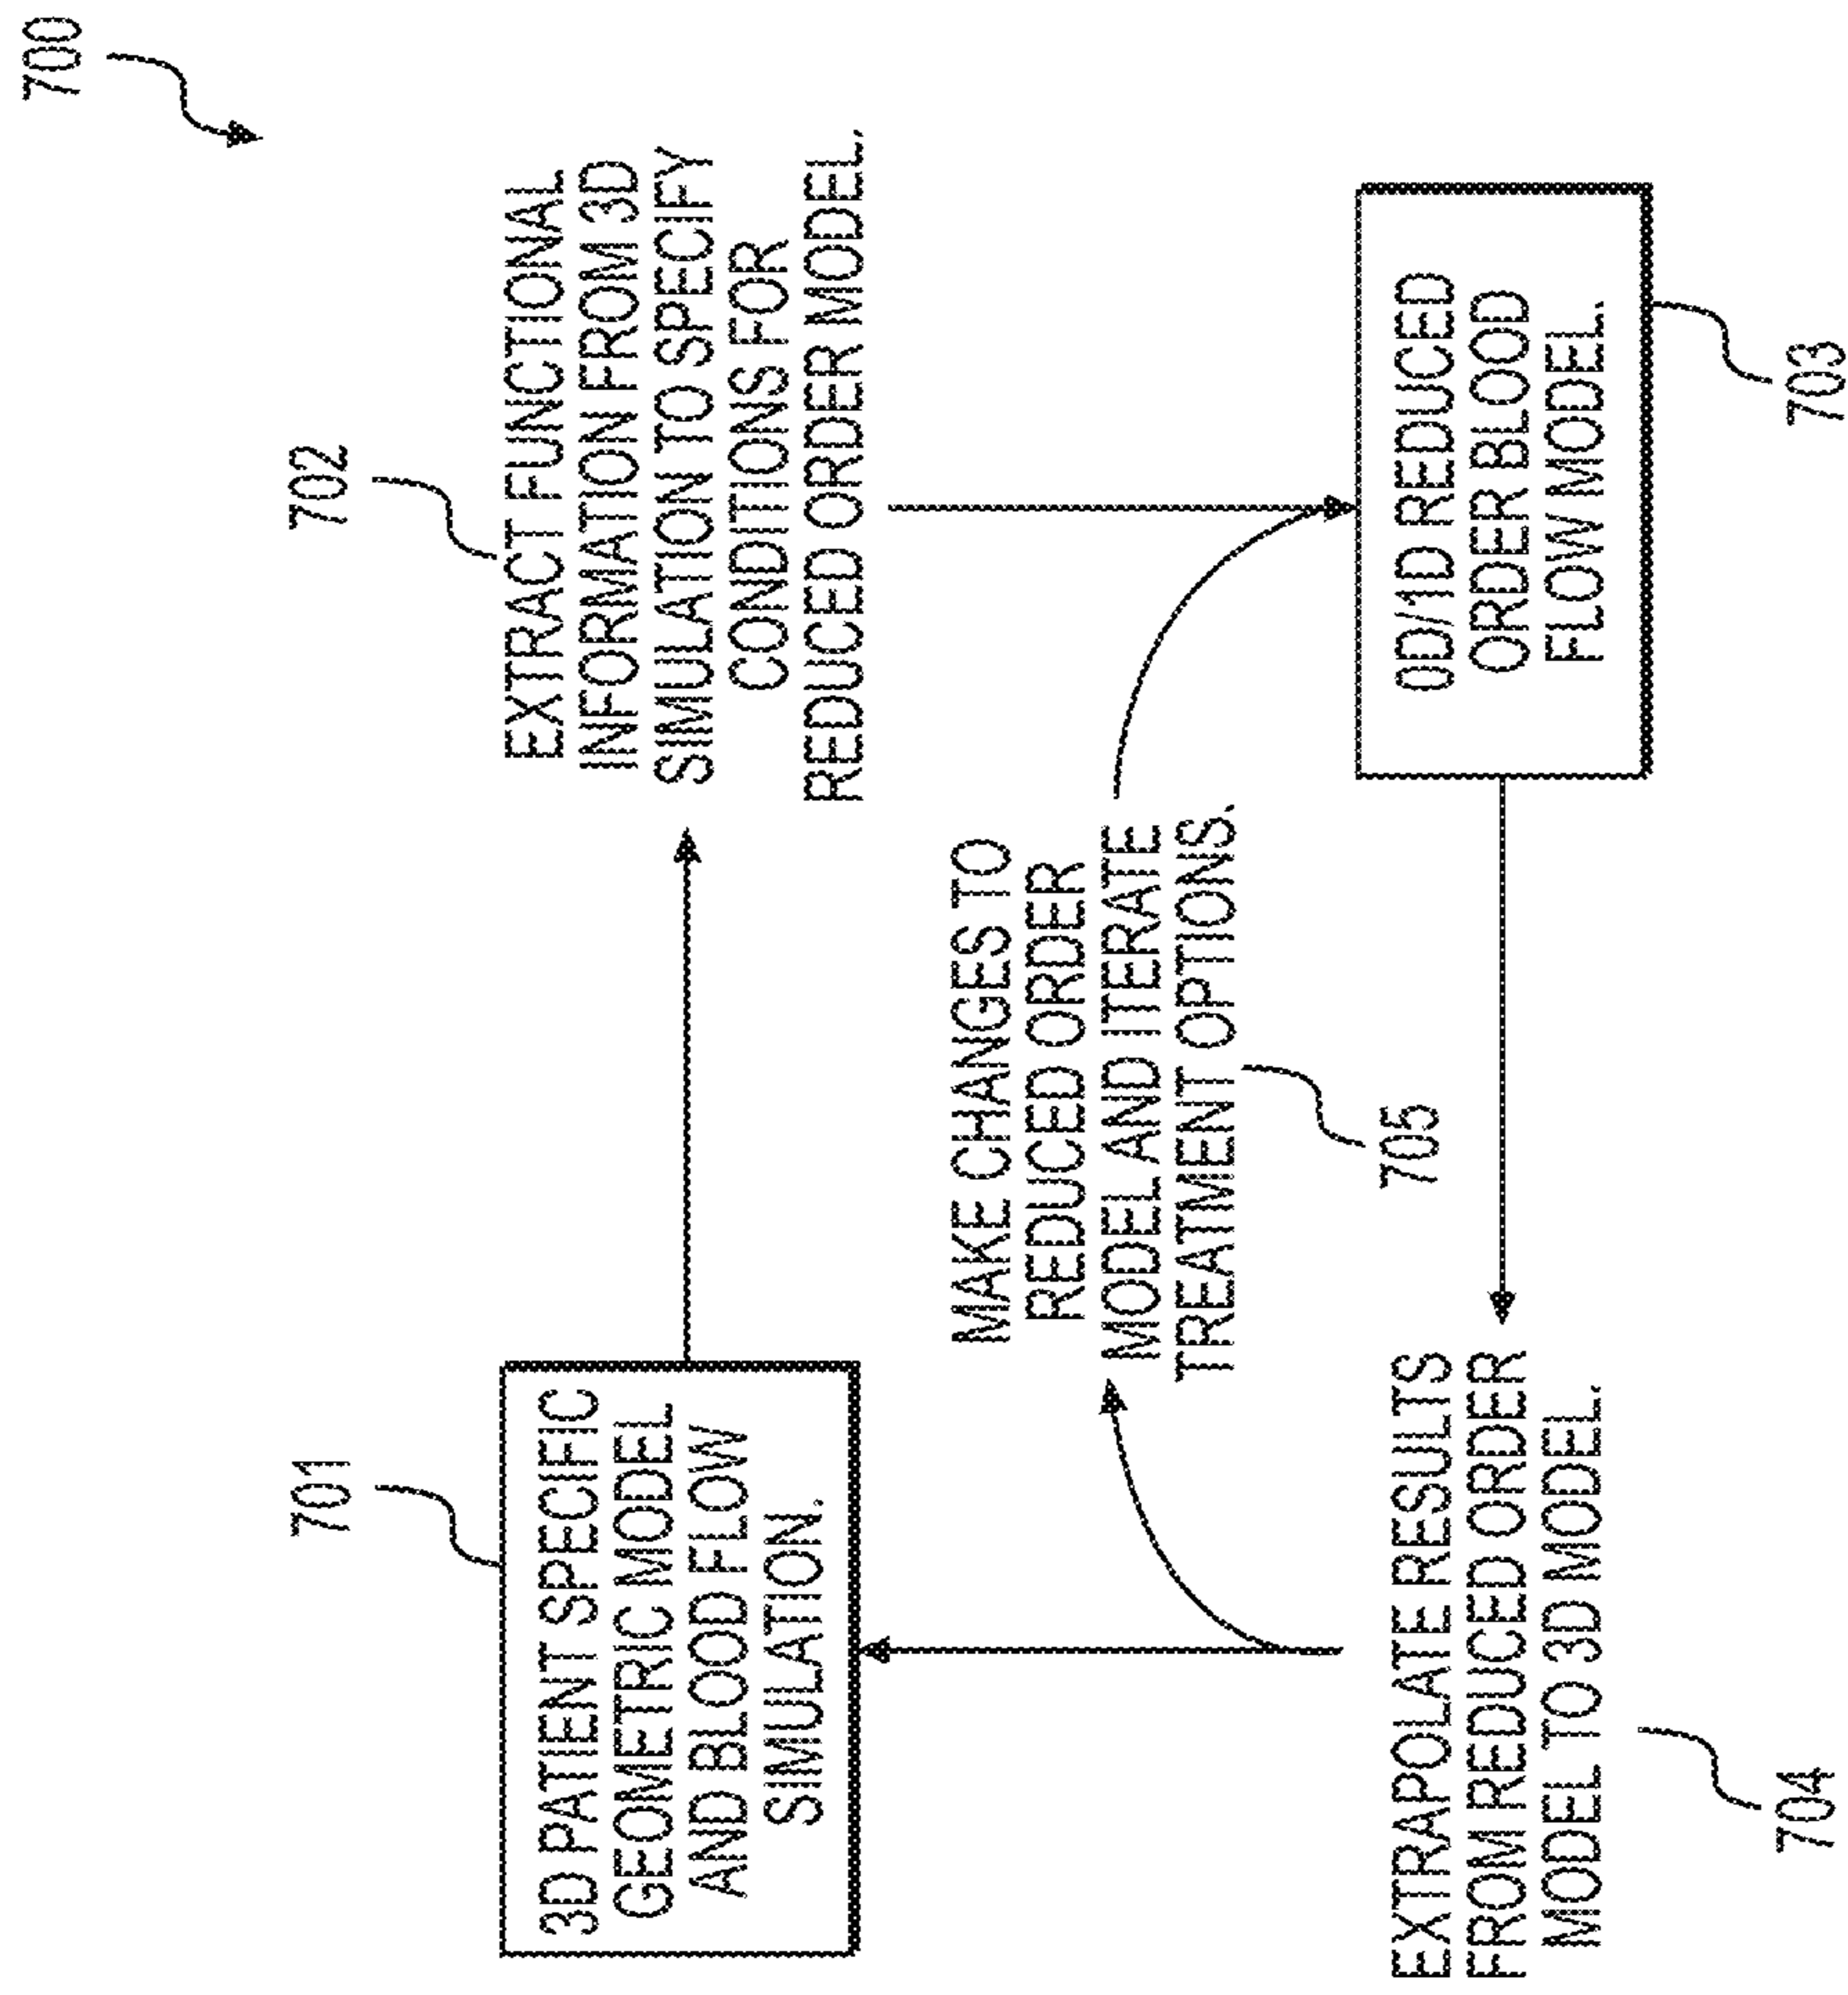 700
701
3D PATIENT SPECIFIC
GEOMETRIC MODEL
AND BLOOD FLOW
SIMULATION.
702
EXTRACT FUNCTIONAL
INFORMATION FROM 3D
SIMULATION TO SPECIFY
CONDITIONS FOR
REDUCED ORDER MODEL.
MAKE CHANGES TO
REDUCED ORDER
MODEL AND ITERATE
TREATMENT OPTIONS.
705
EXTRAPOLATE RESULTS
FROM REDUCED ORDER
MODEL TO 3D MODEL.
704
0D/1D REDUCED
ORDER BLOOD
FLOW MODEL.
703